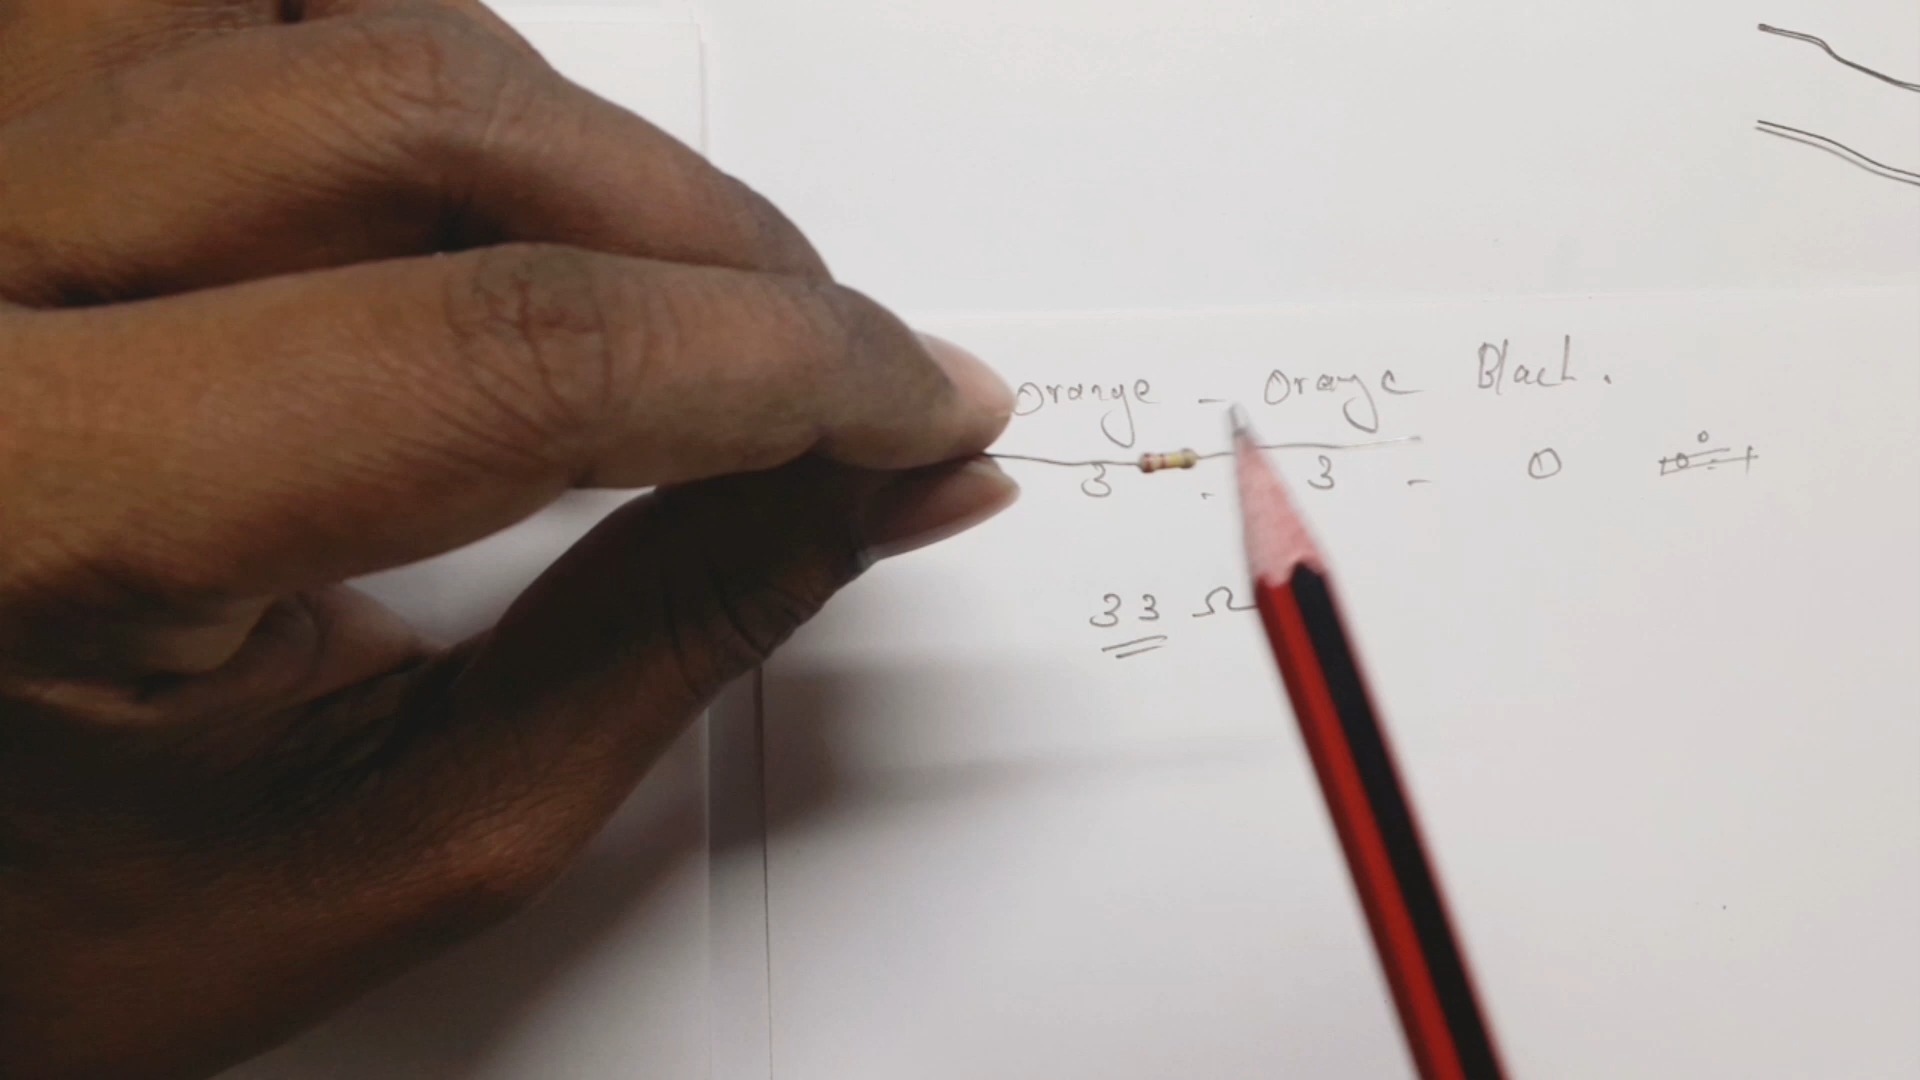 Orange - Orange Black.
3 - 3 - 0
33 Ω